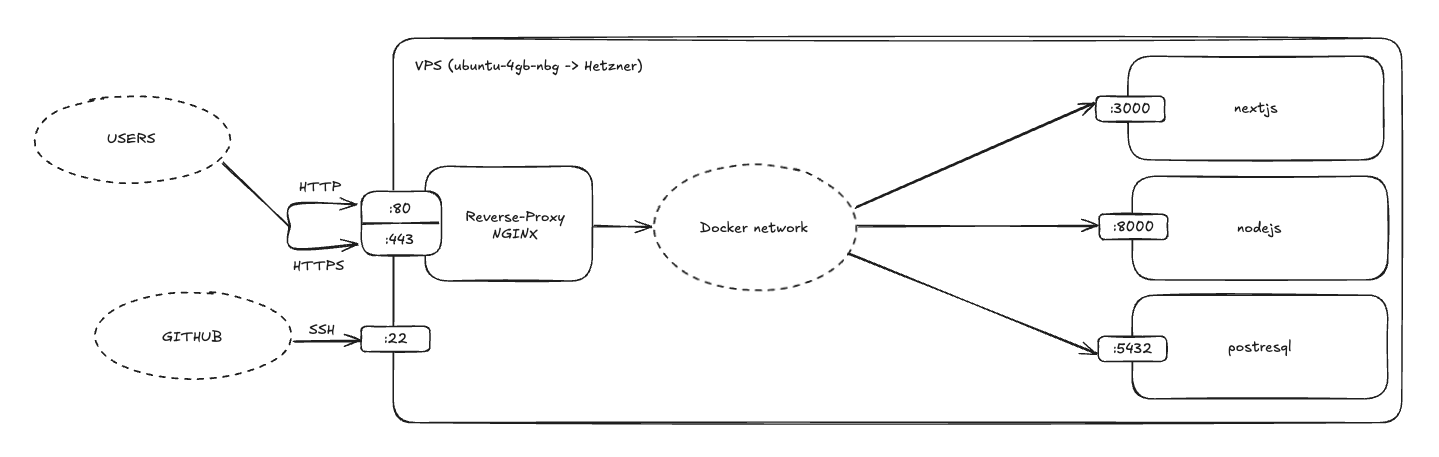 VPS (ubuntu-4gb-nbg -> Hetzner)
USERS
HTTP
HTTPS
:80
:443
Reverse-Proxy
NGINX
Docker network
:3000
nextjs
:8000
nodejs
:5432
postresql
GITHUB
SSH
:22